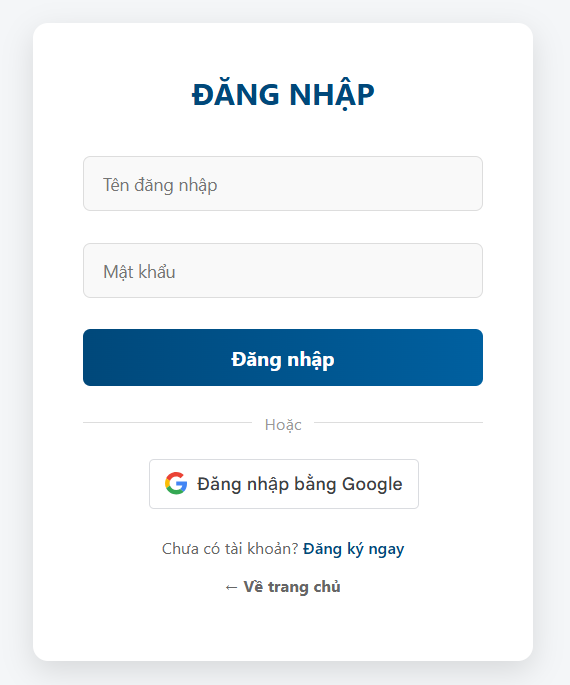 ĐĂNG NHẬP
Tên đăng nhập
Mật khẩu
Đăng nhập
Hoặc
Đăng nhập bằng Google
Chưa có tài khoản? Đăng ký ngay
← Về trang chủ